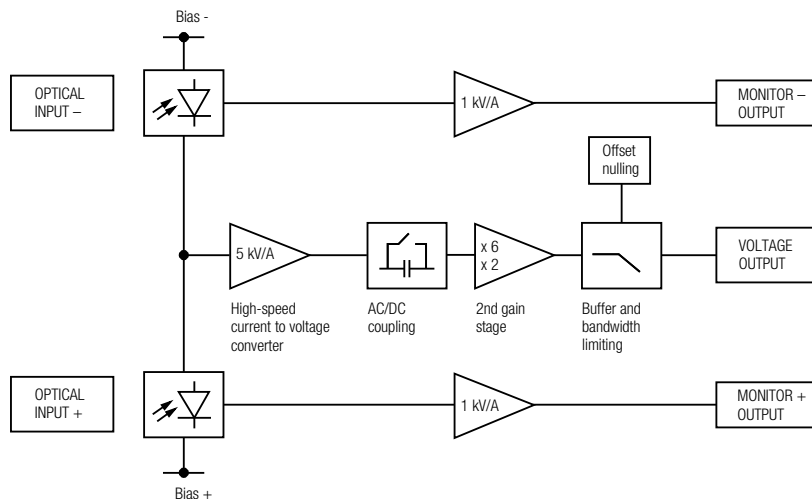 Bias -
OPTICAL
INPUT –
1 kV/A
MONITOR –
OUTPUT
Offset
nulling
5 kV/A
x 6
x 2
VOLTAGE
OUTPUT
High-speed
current to voltage
converter
AC/DC
coupling
2nd gain
stage
Buffer and
bandwidth
limiting
OPTICAL
INPUT +
1 kV/A
MONITOR +
OUTPUT
Bias +